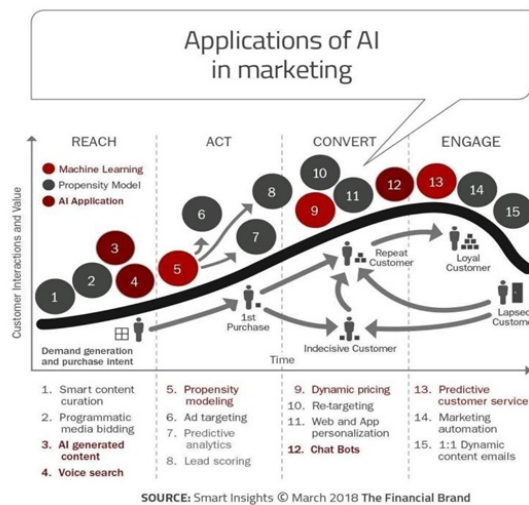 Applications of AI
in marketing
REACH
ACT
CONVERT
ENGAGE
Customer Interactions and Value
Machine Learning
Propensity Model
AI Application
1
2
3
4
5
6
7
8
9
10
11
12
13
14
15
Demand generation
and purchase intent
1st
Purchase
Indecisive Customer
Repeat
Customer
Loyal
Customer
Lapsed
Customer
Time
1. Smart content
curation
2. Programmatic
media bidding
3. AI generated
content
4. Voice search
5. Propensity
modeling
6. Ad targeting
7. Predictive
analytics
8. Lead scoring
9. Dynamic pricing
10. Re-targeting
11. Web and App
personalization
12. Chat Bots
13. Predictive
customer service
14. Marketing
automation
15. 1:1 Dynamic
content emails
SOURCE: Smart Insights © March 2018 The Financial Brand